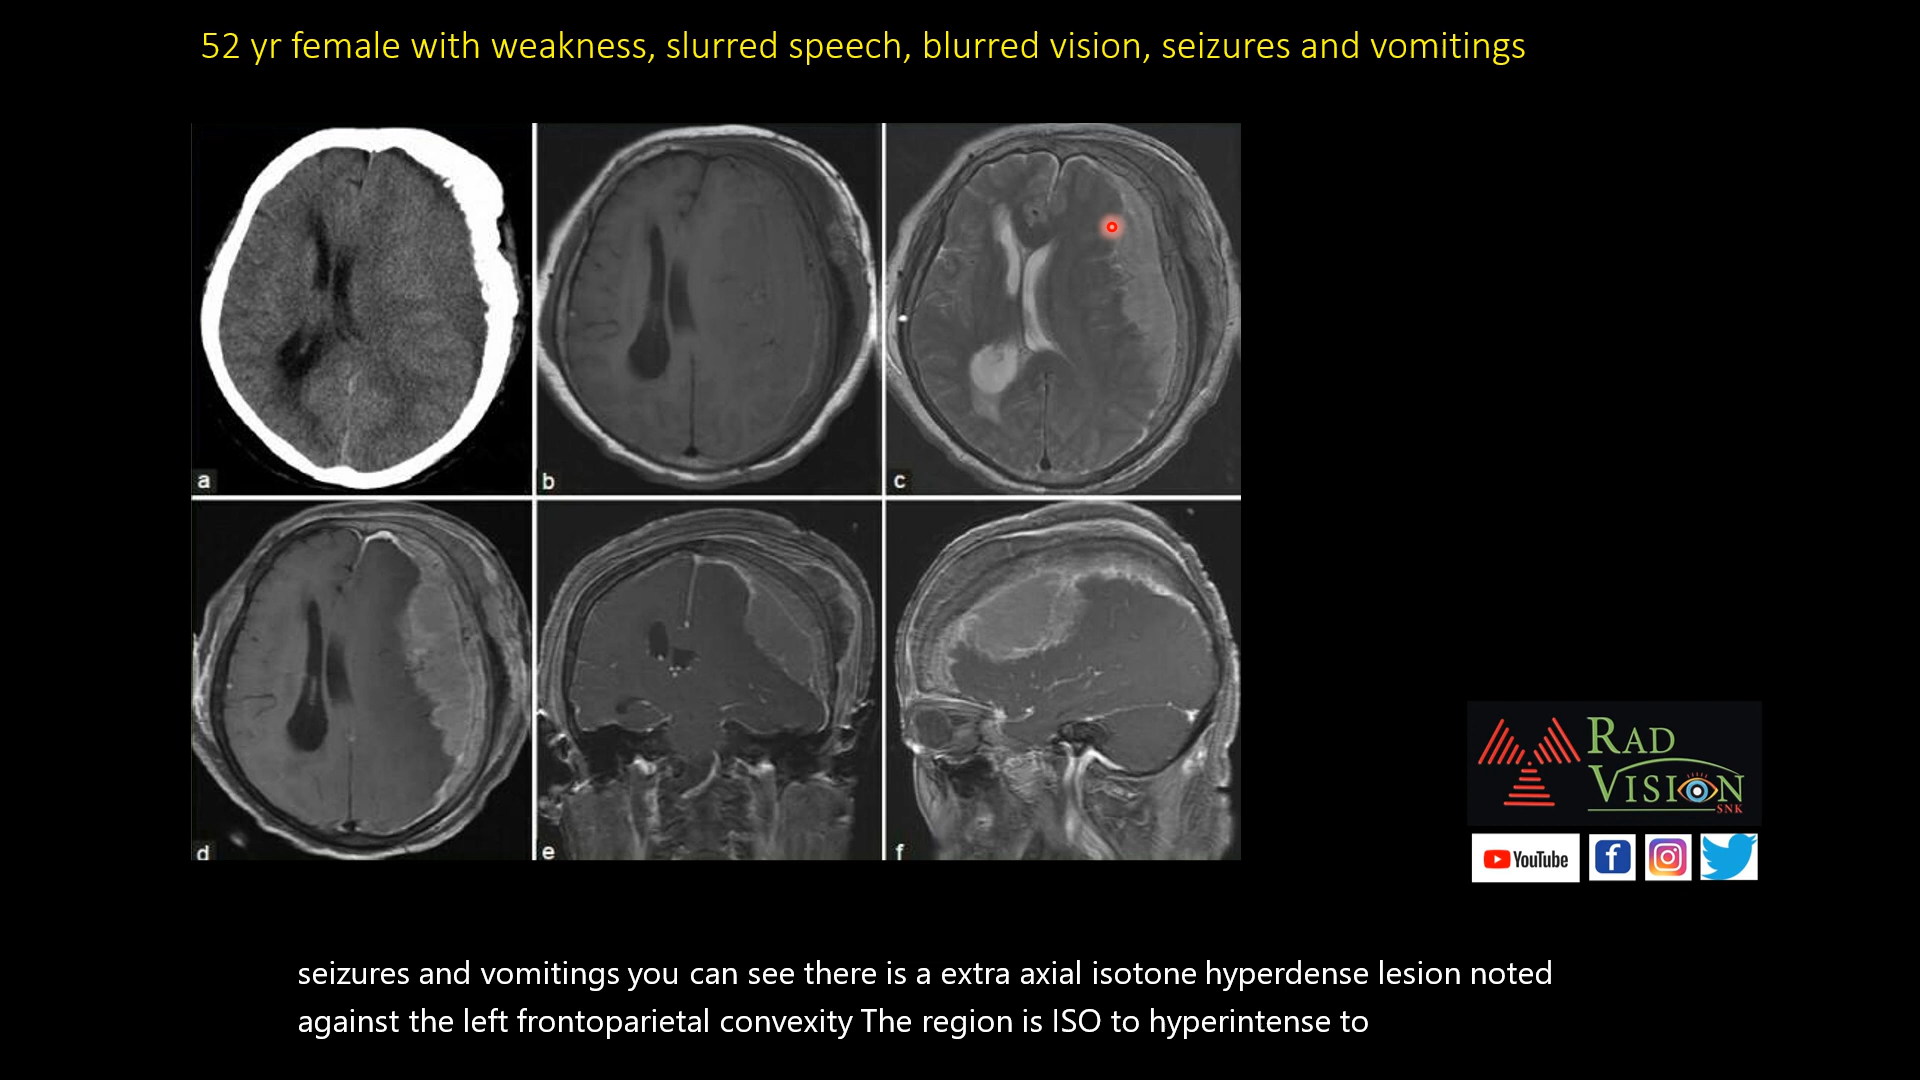 52 yr female with weakness, slurred speech, blurred vision, seizures and vomitings
a
b
c
d
e
f
RAD
VISION
SNK
YouTube
seizures and vomitings you can see there is a extra axial isotone hyperdense lesion noted
against the left frontoparietal convexity The region is ISO to hyperintense to